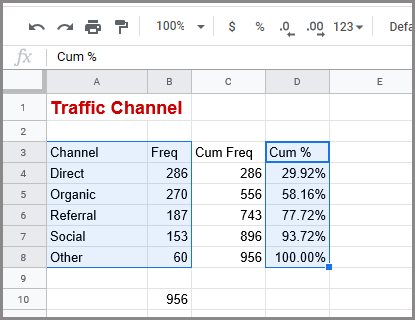 100% $ % .0 .00 123 Defa
fx Cum %
A B C D E
1 Traffic Channel
2
3 Channel Freq Cum Freq Cum %
4 Direct 286 286 29.92%
5 Organic 270 556 58.16%
6 Referral 187 743 77.72%
7 Social 153 896 93.72%
8 Other 60 956 100.00%
9
10 956